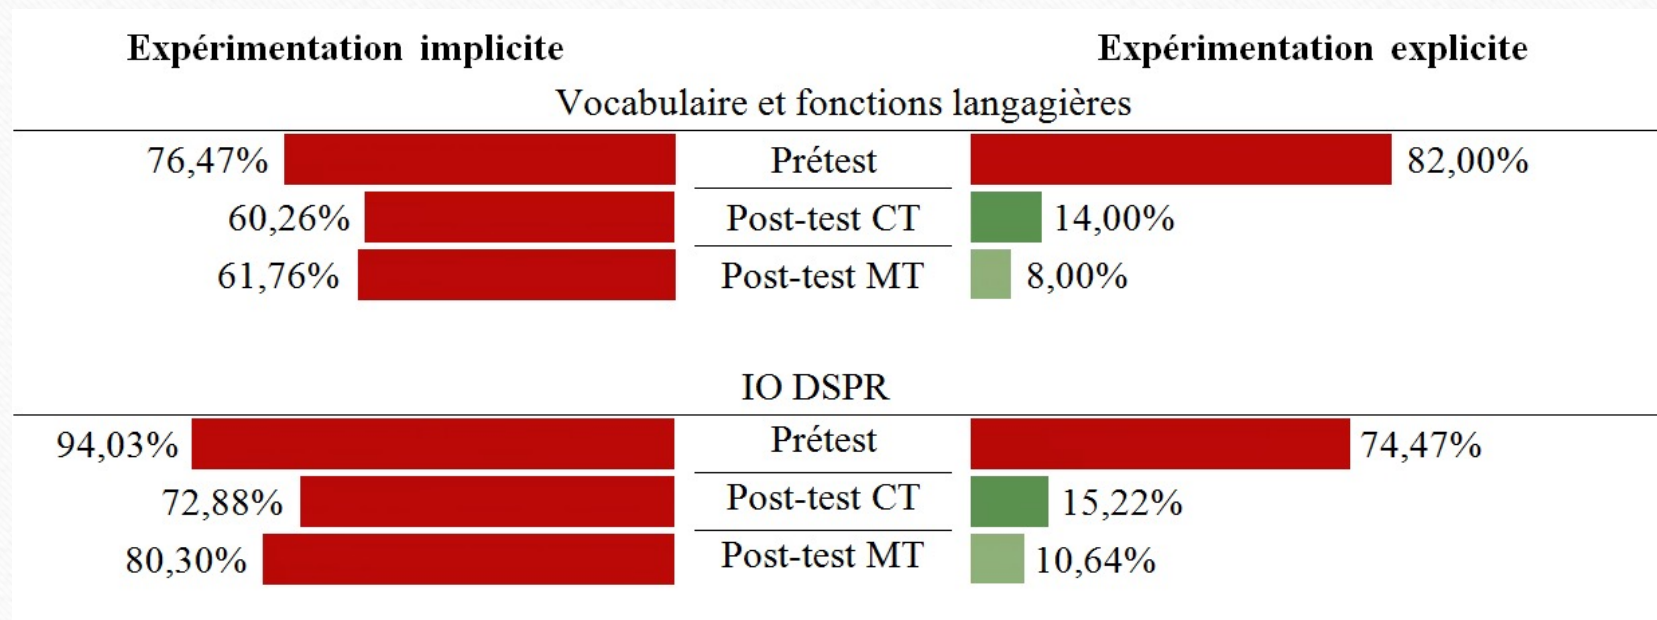 Expérimentation implicite Expérimentation explicite
Vocabulaire et fonctions langagières
76,47% Prétest 82,00%
60,26% Post-test CT 14,00%
61,76% Post-test MT 8,00%
IO DSPR
94,03% Prétest 74,47%
72,88% Post-test CT 15,22%
80,30% Post-test MT 10,64%